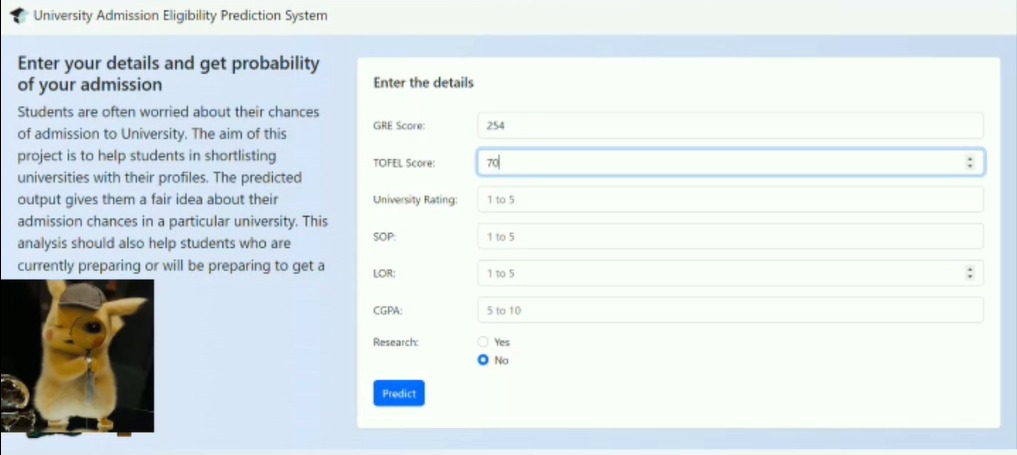 University Admission Eligibility Prediction System
Enter your details and get probability
of your admission
Students are often worried about their chances
of admission to University. The aim of this
project is to help students in shortlisting
universities with their profiles. The predicted
output gives them a fair idea about their
admission chances in a particular university. This
analysis should also help students who are
currently preparing or will be preparing to get a
Enter the details
GRE Score: 254
TOFEL Score: 70
University Rating: 1 to 5
SOP: 1 to 5
LOR: 1 to 5
CGPA: 5 to 10
Research: Yes
No
Predict